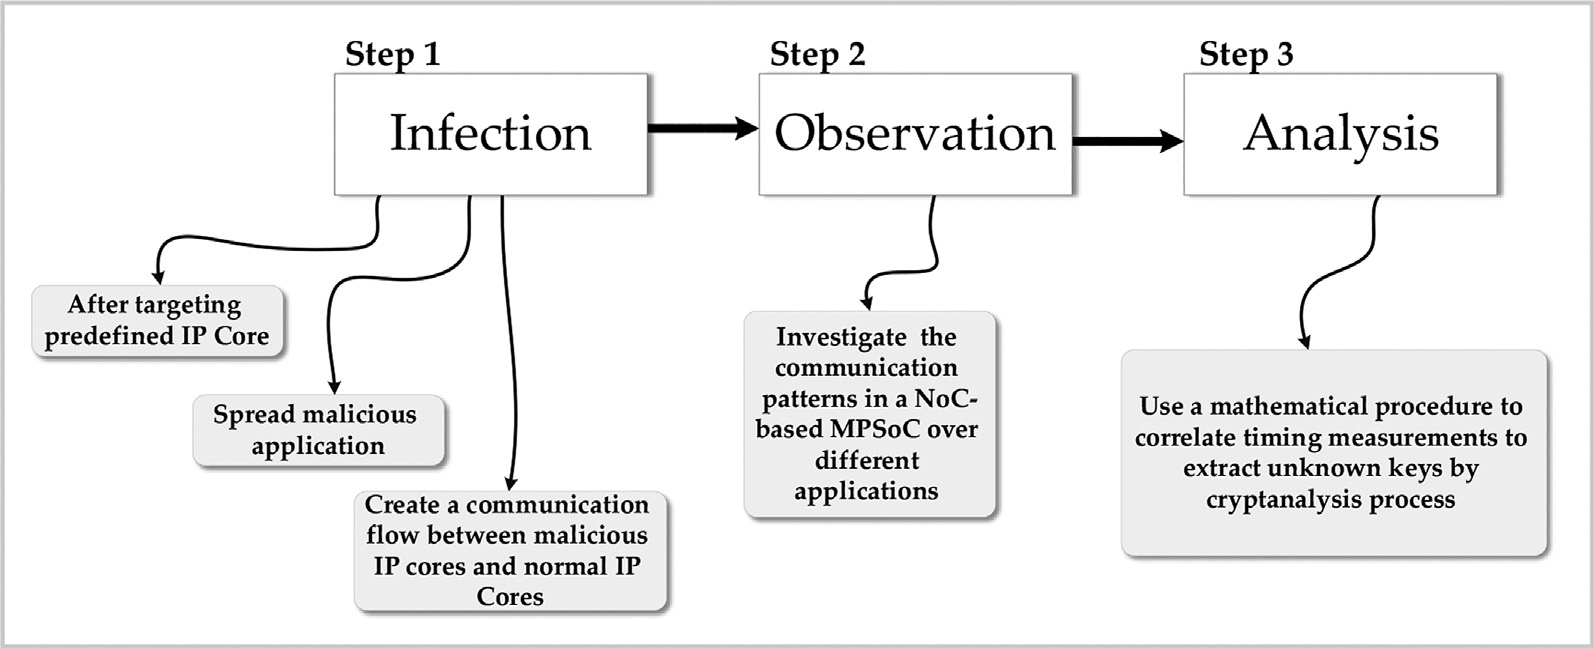 Step 1
Infection
After targeting
predefined IP Core
Spread malicious
application
Create a communication
flow between malicious
IP cores and normal IP
Cores
Step 2
Observation
Investigate the
communication
patterns in a NoC-
based MPSoC over
different
applications
Step 3
Analysis
Use a mathematical procedure to
correlate timing measurements to
extract unknown keys by
cryptanalysis process